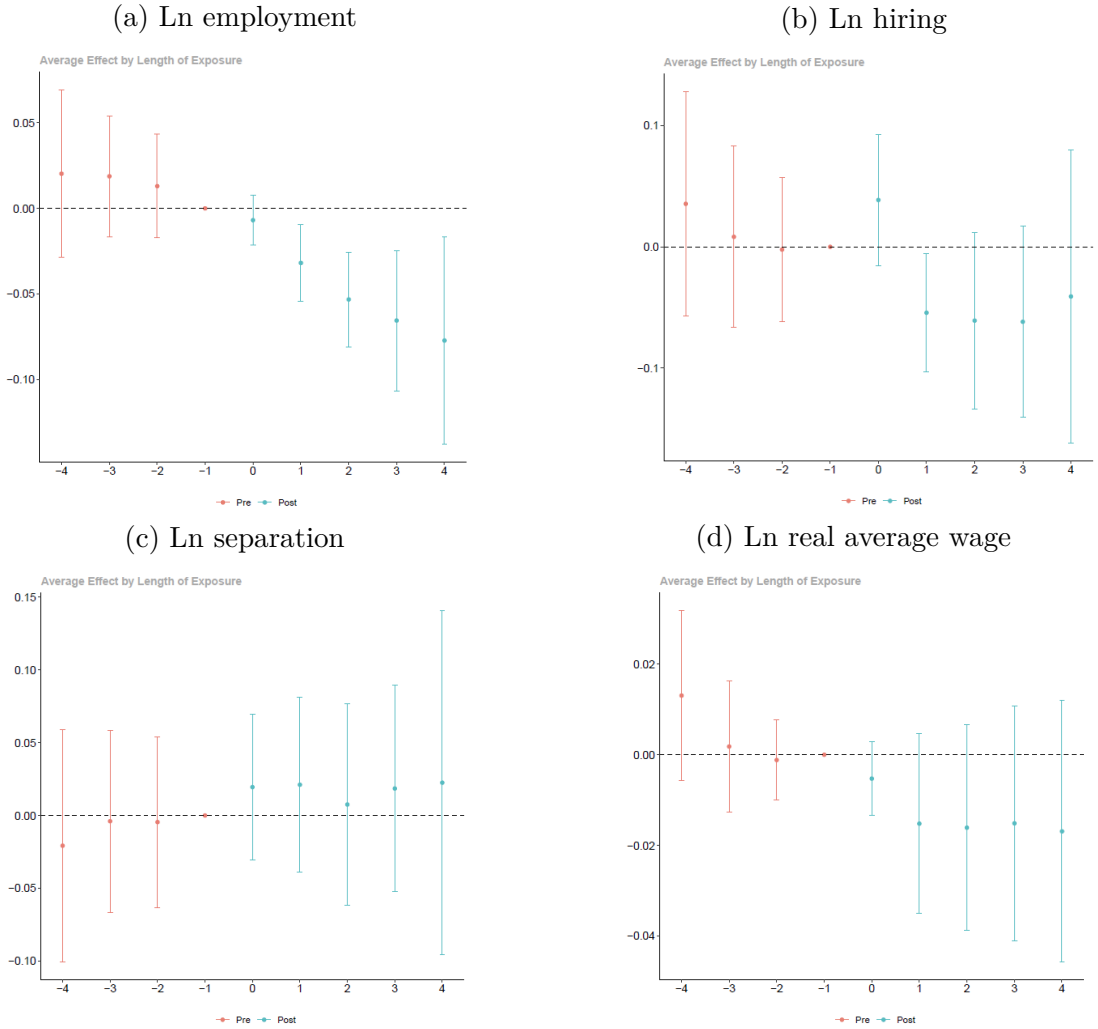 (a) Ln employment
Average Effect by Length of Exposure
0.05
0.00
−0.05
−0.10
−4 −3 −2 −1 0 1 2 3 4
Pre Post
(b) Ln hiring
Average Effect by Length of Exposure
0.1
0.0
−0.1
−4 −3 −2 −1 0 1 2 3 4
Pre Post
(c) Ln separation
Average Effect by Length of Exposure
0.15
0.10
0.05
0.00
−0.05
−0.10
−4 −3 −2 −1 0 1 2 3 4
Pre Post
(d) Ln real average wage
Average Effect by Length of Exposure
0.02
0.00
−0.02
−0.04
−4 −3 −2 −1 0 1 2 3 4
Pre Post